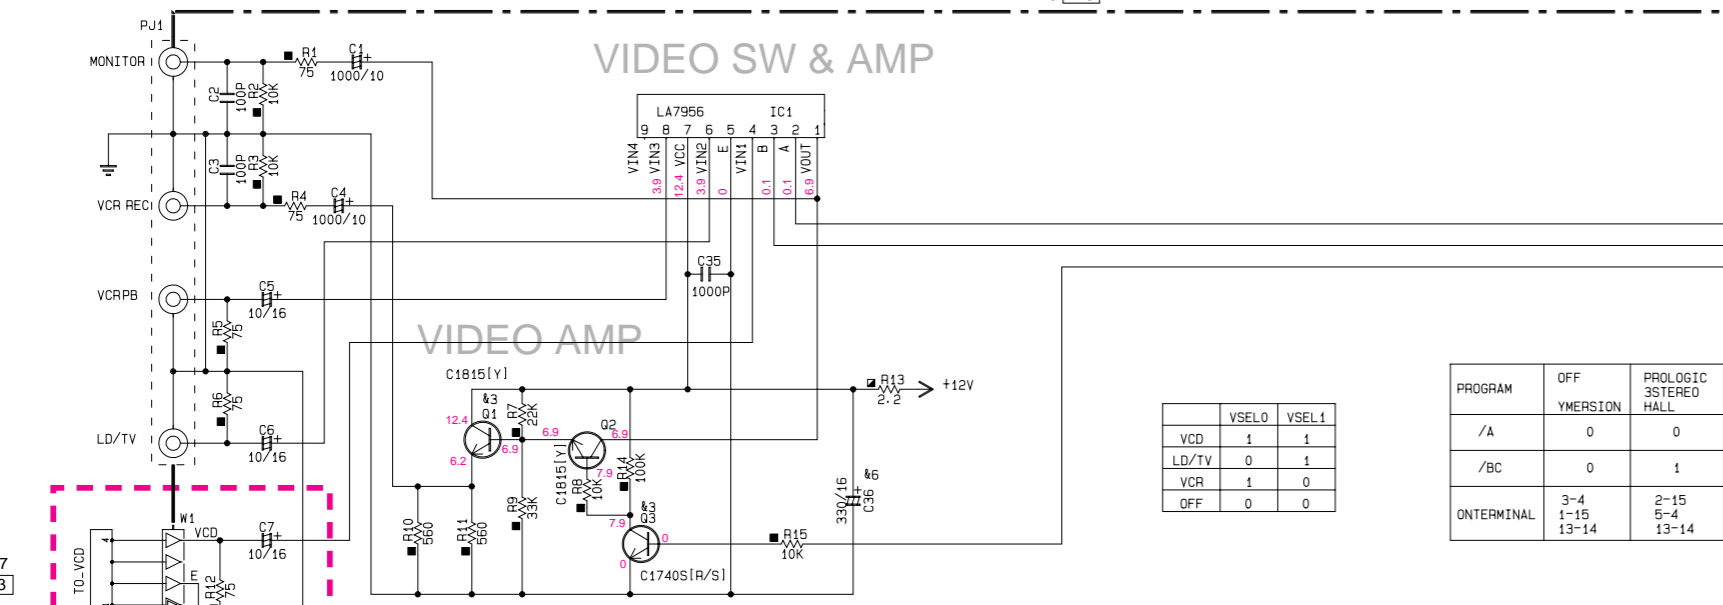 PJ1
MONITOR
R1
75
C1
+
1000/10
VIDEO SW & AMP
C2
100P
R2
10K
LA7956 IC1
9 8 7 6 5 4 3 2 1
VIN4
VIN3
VCC
VIN2
E
VIN1
B
A
VOUT
3.9
12.4
3.9
0
0.1
0.1
6.9
C3
100P
R3
10K
VCR REC
R4
75
C4
+
1000/10
C35
1000P
VCRPB
C5
+
10/16
R5
75
VIDEO AMP
C1815[Y]
R13
2.2
+12V
R6
75
&3
Q1
12.4
6.9
6.2
R7
22K
6.9
Q2
6.9
C1815[Y]
7.9
R8
10K
R14
100K
LD/TV
C6
+
10/16
&6
330/16
+
C36
R9
33K
R10
560
R11
560
7.9
&3
Q3
0
0
C1740S[R/S]
R15
10K
W1
VCD
C7
+
10/16
TO_VCD
4
E
R12
75
7
3
VSEL0 VSEL1
VCD 1 1
LD/TV 0 1
VCR 1 0
OFF 0 0
PROGRAM
OFF
YMERSION
PROLOGIC
3STEREO
HALL
/A 0 0
/BC 0 1
ONTERMINAL
3-4
1-15
13-14
2-15
5-4
13-14